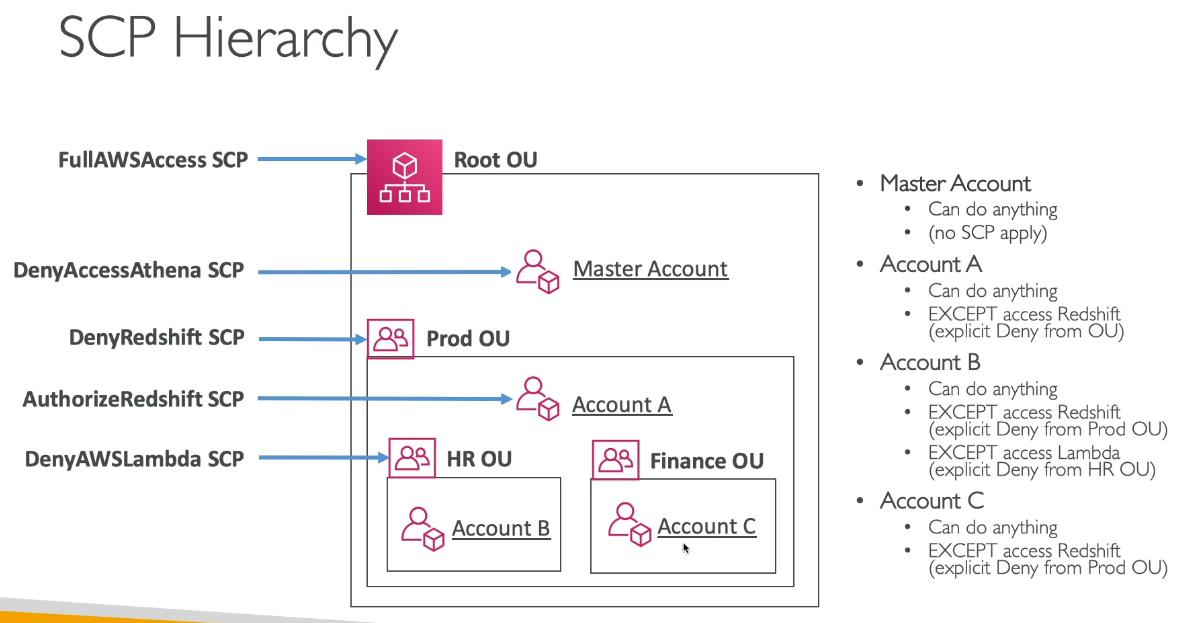 SCP Hierarchy
FullAWSAccess SCP
Root OU
DenyAccessAthena SCP
Master Account
DenyRedshift SCP
Prod OU
AuthorizeRedshift SCP
Account A
DenyAWSLambda SCP
HR OU
Finance OU
Account B
Account C
• Master Account
• Can do anything
• (no SCP apply)
• Account A
• Can do anything
• EXCEPT access Redshift
(explicit Deny from OU)
• Account B
• Can do anything
• EXCEPT access Redshift
(explicit Deny from Prod OU)
• EXCEPT access Lambda
(explicit Deny from HR OU)
• Account C
• Can do anything
• EXCEPT access Redshift
(explicit Deny from Prod OU)